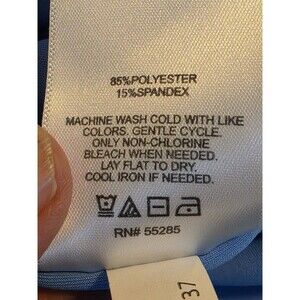 85%POLYESTER
15%SPANDEX
MACHINE WASH COLD WITH LIKE
COLORS. GENTLE CYCLE.
ONLY NON-CHLORINE
BLEACH WHEN NEEDED.
LAY FLAT TO DRY.
COOL IRON IF NEEDED.
RN# 55285
37